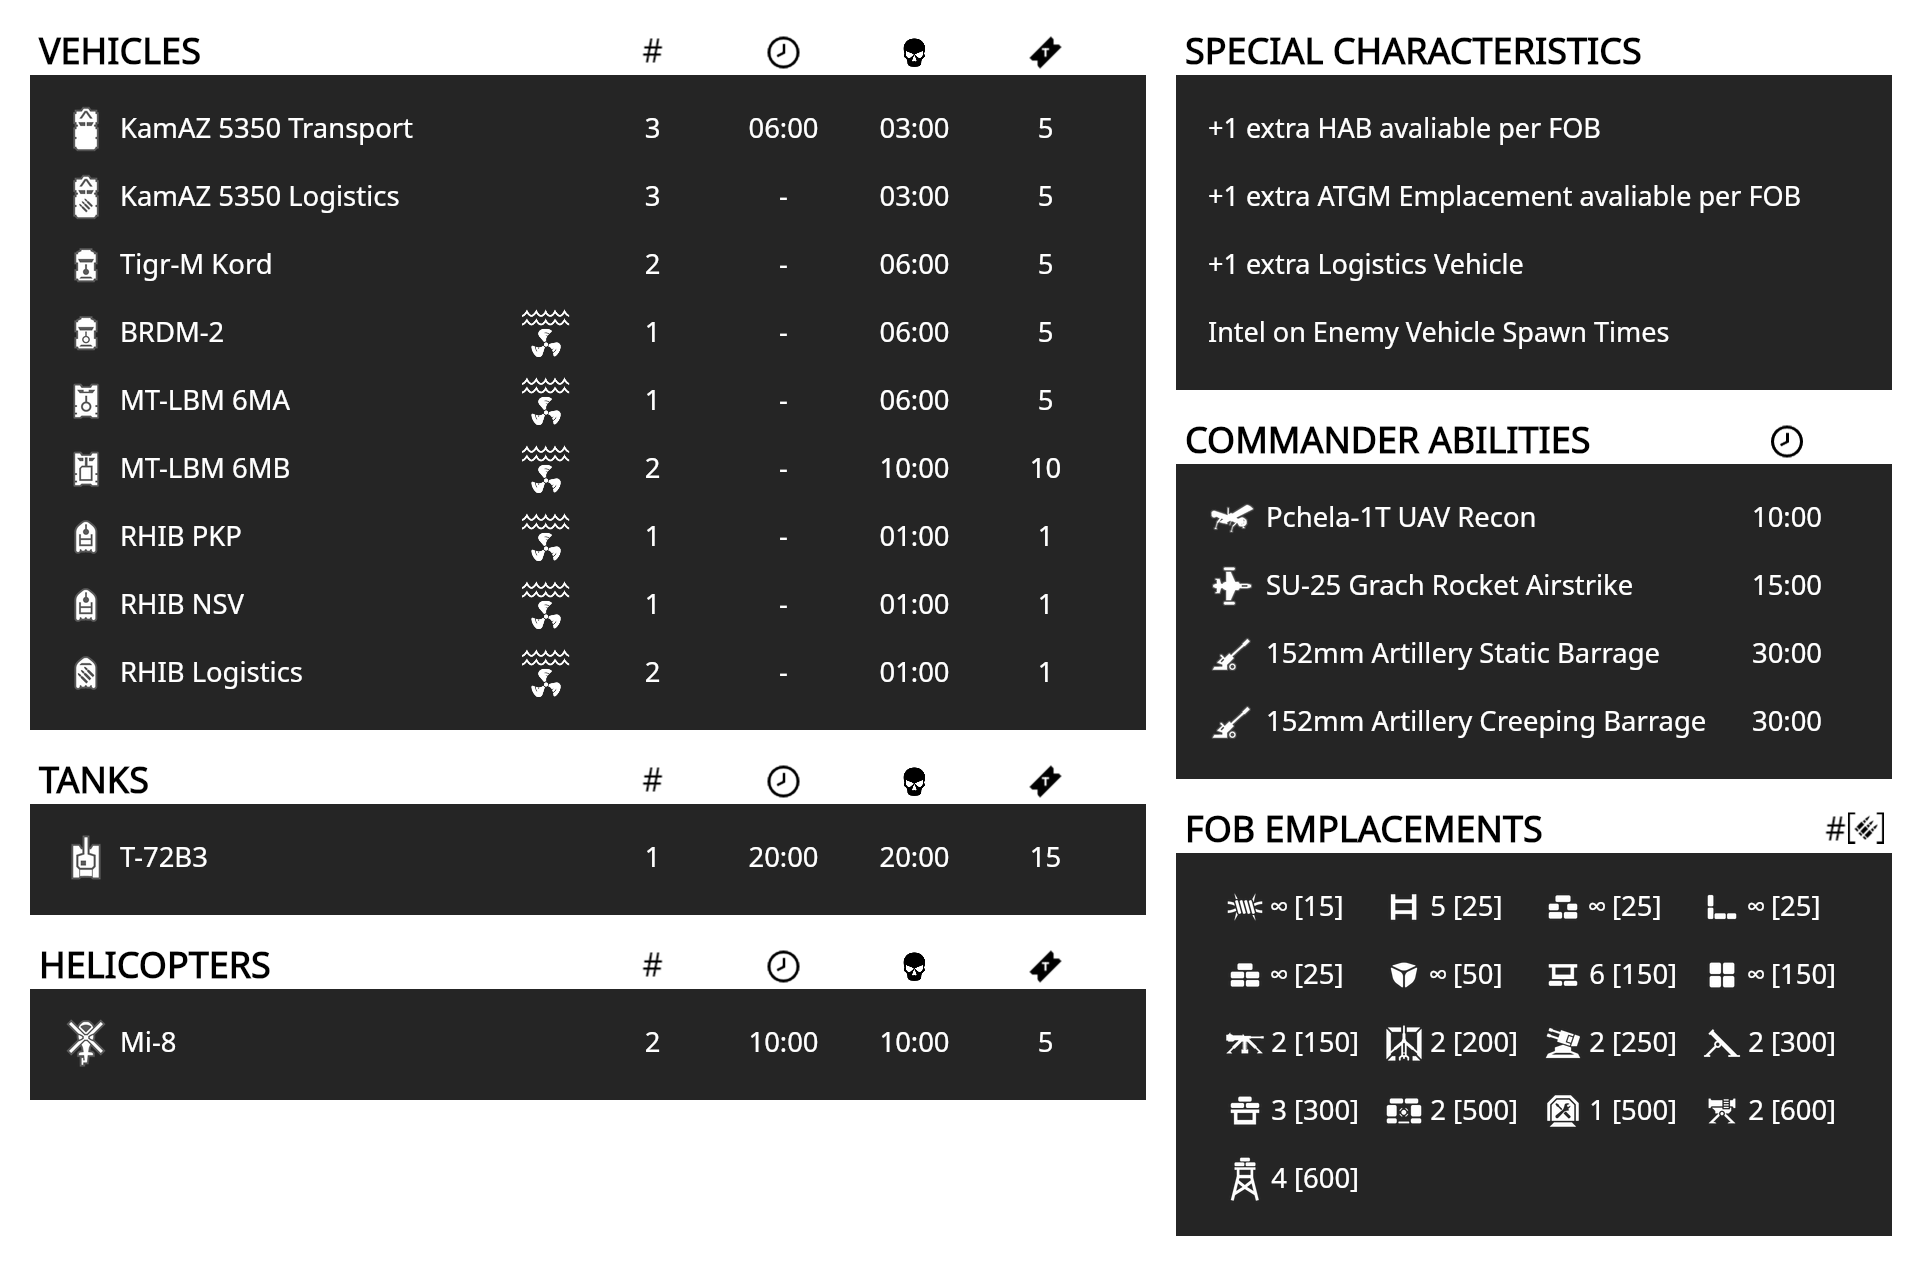 VEHICLES #
KamAZ 5350 Transport 3 06:00 03:00 5
KamAZ 5350 Logistics 3 - 03:00 5
Tigr-M Kord 2 - 06:00 5
BRDM-2 1 - 06:00 5
MT-LBM 6MA 1 - 06:00 5
MT-LBM 6MB 2 - 10:00 10
RHIB PKP 1 - 01:00 1
RHIB NSV 1 - 01:00 1
RHIB Logistics 2 - 01:00 1
TANKS #
T-72B3 1 20:00 20:00 15
HELICOPTERS #
Mi-8 2 10:00 10:00 5
SPECIAL CHARACTERISTICS
+1 extra HAB avaliable per FOB
+1 extra ATGM Emplacement avaliable per FOB
+1 extra Logistics Vehicle
Intel on Enemy Vehicle Spawn Times
COMMANDER ABILITIES
Pchela-1T UAV Recon 10:00
SU-25 Grach Rocket Airstrike 15:00
152mm Artillery Static Barrage 30:00
152mm Artillery Creeping Barrage 30:00
FOB EMPLACEMENTS #[]
∞ [15] 5 [25] ∞ [25] ∞ [25]
∞ [25] ∞ [50] 6 [150] ∞ [150]
2 [150] 2 [200] 2 [250] 2 [300]
3 [300] 2 [500] 1 [500] 2 [600]
4 [600]